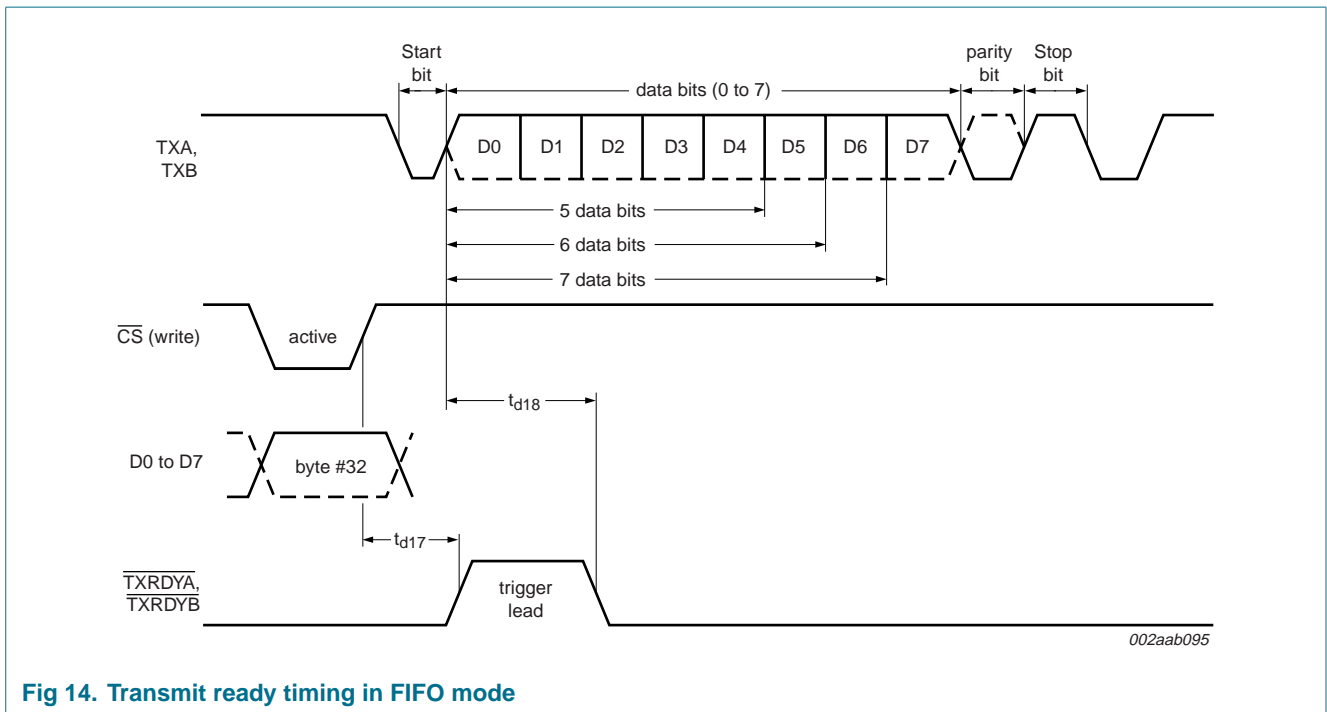 Start
bit
data bits (0 to 7)
parity
bit
Stop
bit
TXA,
TXB
D0 D1 D2 D3 D4 D5 D6 D7
5 data bits
6 data bits
7 data bits
CS (write)
active
td18
D0 to D7
byte #32
td17
TXRDYA,
TXRDYB
trigger
lead
002aab095
Fig 14. Transmit ready timing in FIFO mode